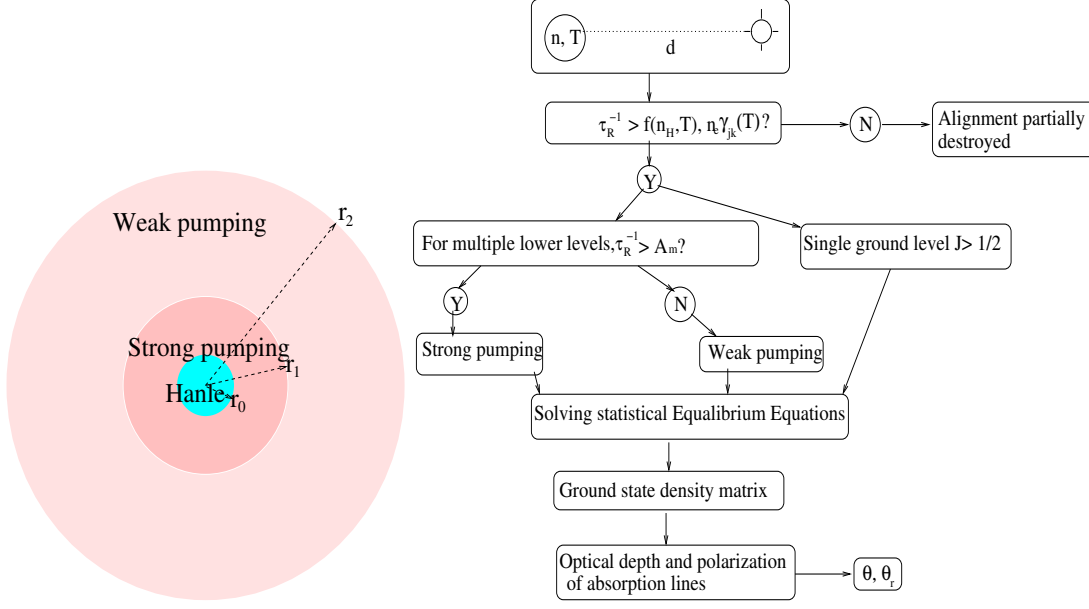 Weak pumping
r2
Strong pumping
r1
Hanle
r0
n, T
d
τR^-1 > f(nH,T), neγjk(T)?
N
Alignment partially
destroyed
Y
For multiple lower levels,τR^-1> Am?
Single ground level J> 1/2
Y
N
Strong pumping
Weak pumping
Solving statistical Equalibrium Equations
Ground state density matrix
Optical depth and polarization
of absorption lines
θ, θr